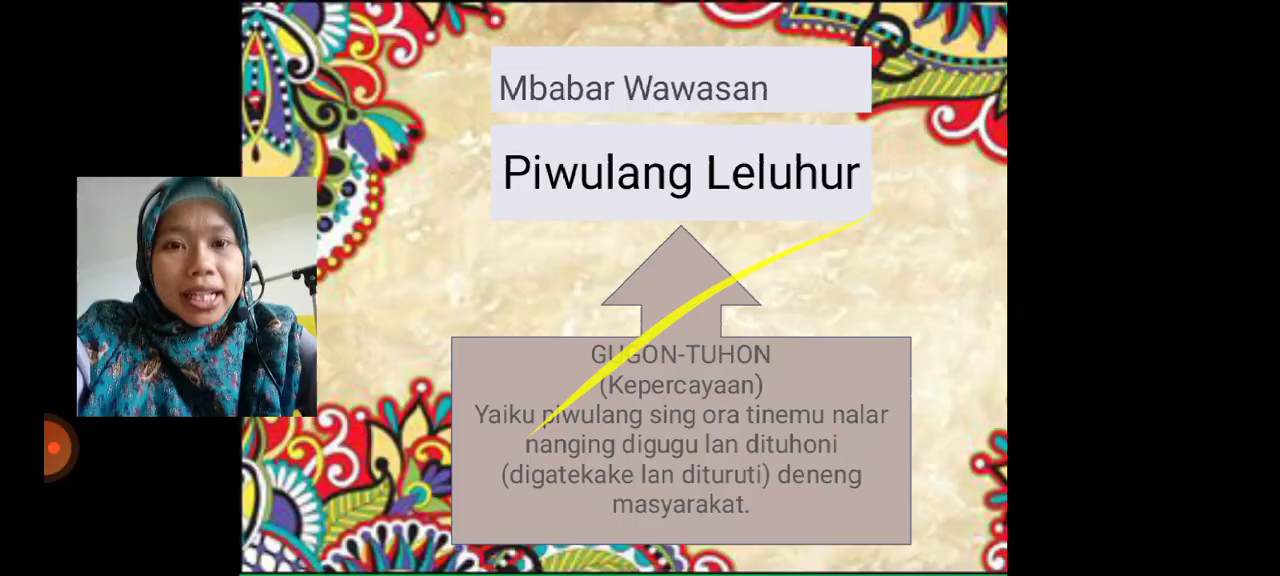 Mbabar Wawasan
Piwulang Leluhur
GUGON-TUHON
(Kepercayaan)
Yaiku piwulang sing ora tinemu nalar
nanging digugu lan dituhoni
(digatekake lan dituruti) deneng
masyarakat.